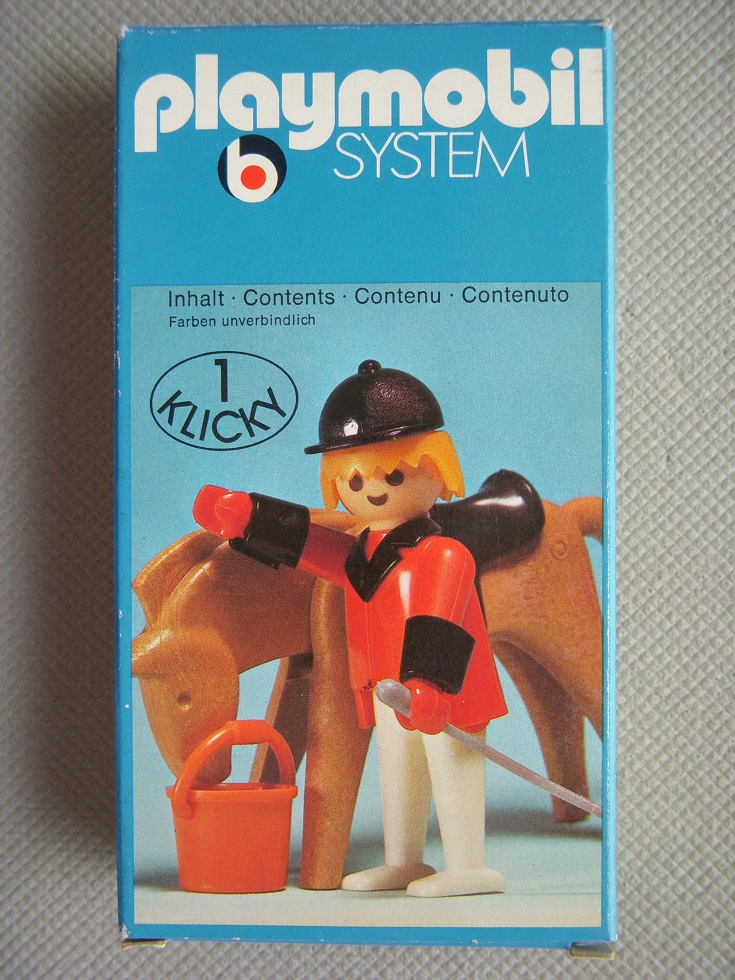 playmobil
b SYSTEM
Inhalt · Contents · Contenu · Contenuto
Farben unverbindlich
1
KLICKY